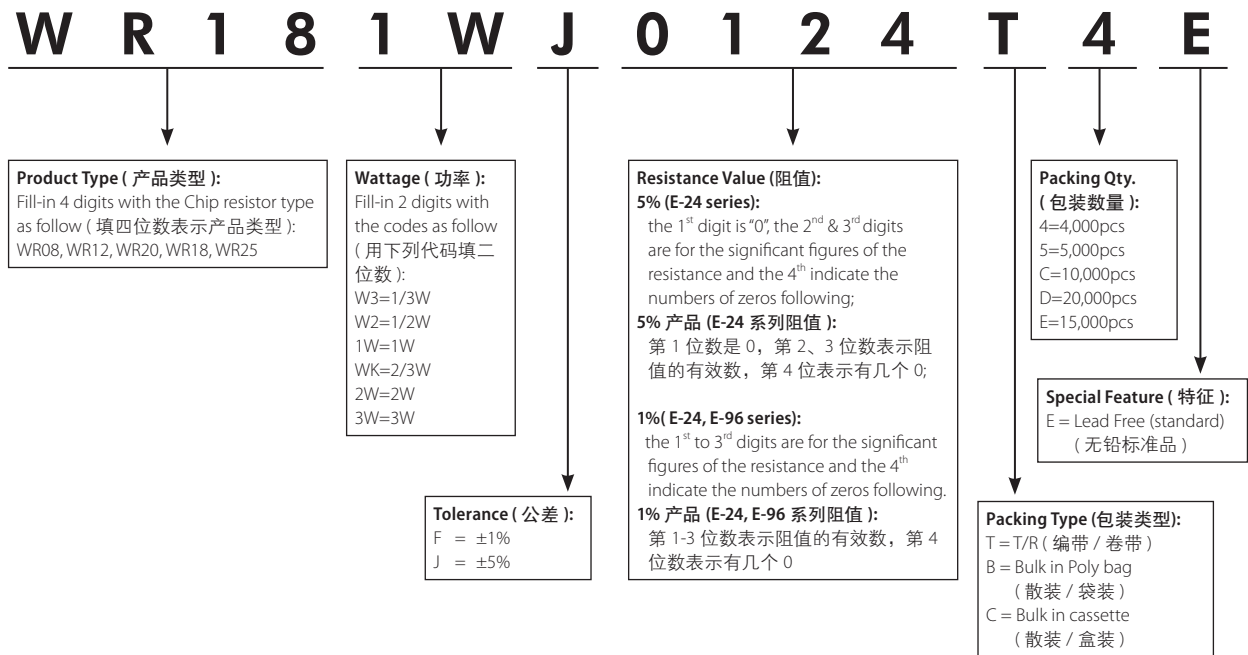 W R 1 8 1 W J 0 1 2 4 T 4 E
Product Type ( 产品类型 ):
Fill-in 4 digits with the Chip resistor type
as follow ( 填四位数表示产品类型 ):
WR08, WR12, WR20, WR18, WR25
Wattage ( 功率 ):
Fill-in 2 digits with
the codes as follow
( 用下列代码填二
位数 ):
W3=1/3W
W2=1/2W
1W=1W
WK=2/3W
2W=2W
3W=3W
Tolerance ( 公差 ):
F = ±1%
J = ±5%
Resistance Value (阻值):
5% (E-24 series):
the 1st digit is "0", the 2nd & 3rd digits
are for the significant figures of the
resistance and the 4th indicate the
numbers of zeros following;
5% 产品 (E-24 系列阻值 ):
第 1 位数是 0，第 2、3 位数表示阻
值的有效数，第 4 位表示有几个 0;
1%( E-24, E-96 series):
the 1st to 3rd digits are for the significant
figures of the resistance and the 4th
indicate the numbers of zeros following.
1% 产品 (E-24, E-96 系列阻值 ):
第 1-3 位数表示阻值的有效数，第 4
位数表示有几个 0
Packing Qty.
( 包装数量 ):
4=4,000pcs
5=5,000pcs
C=10,000pcs
D=20,000pcs
E=15,000pcs
Special Feature ( 特征 ):
E = Lead Free (standard)
( 无铅标准品 )
Packing Type (包装类型):
T = T/R ( 编带 / 卷带 )
B = Bulk in Poly bag
( 散装 / 袋装 )
C = Bulk in cassette
( 散装 / 盒装 )